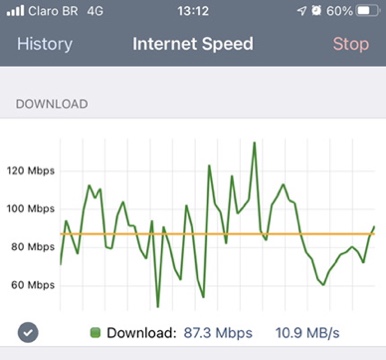 Claro BR 4G 13:12 60%
History Internet Speed Stop
DOWNLOAD
120 Mbps
100 Mbps
80 Mbps
60 Mbps
Download: 87.3 Mbps 10.9 MB/s